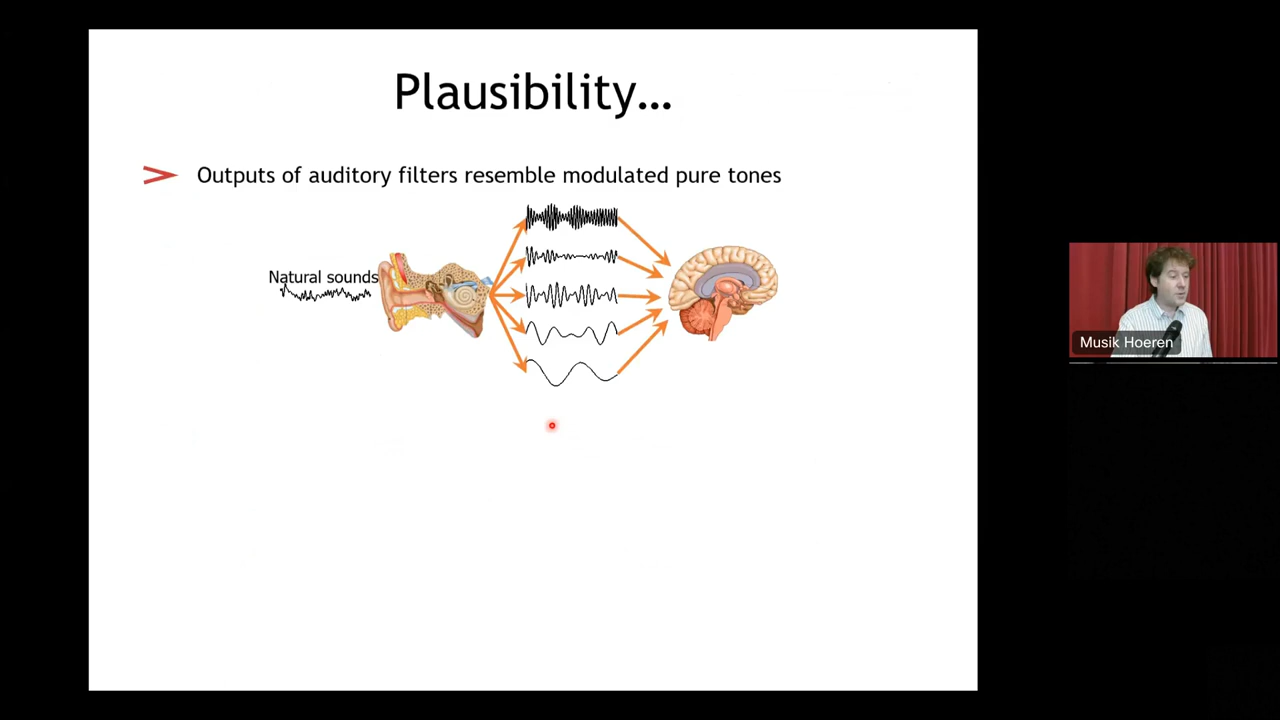 Plausibility...
Outputs of auditory filters resemble modulated pure tones
Natural sounds
Musik Hoeren